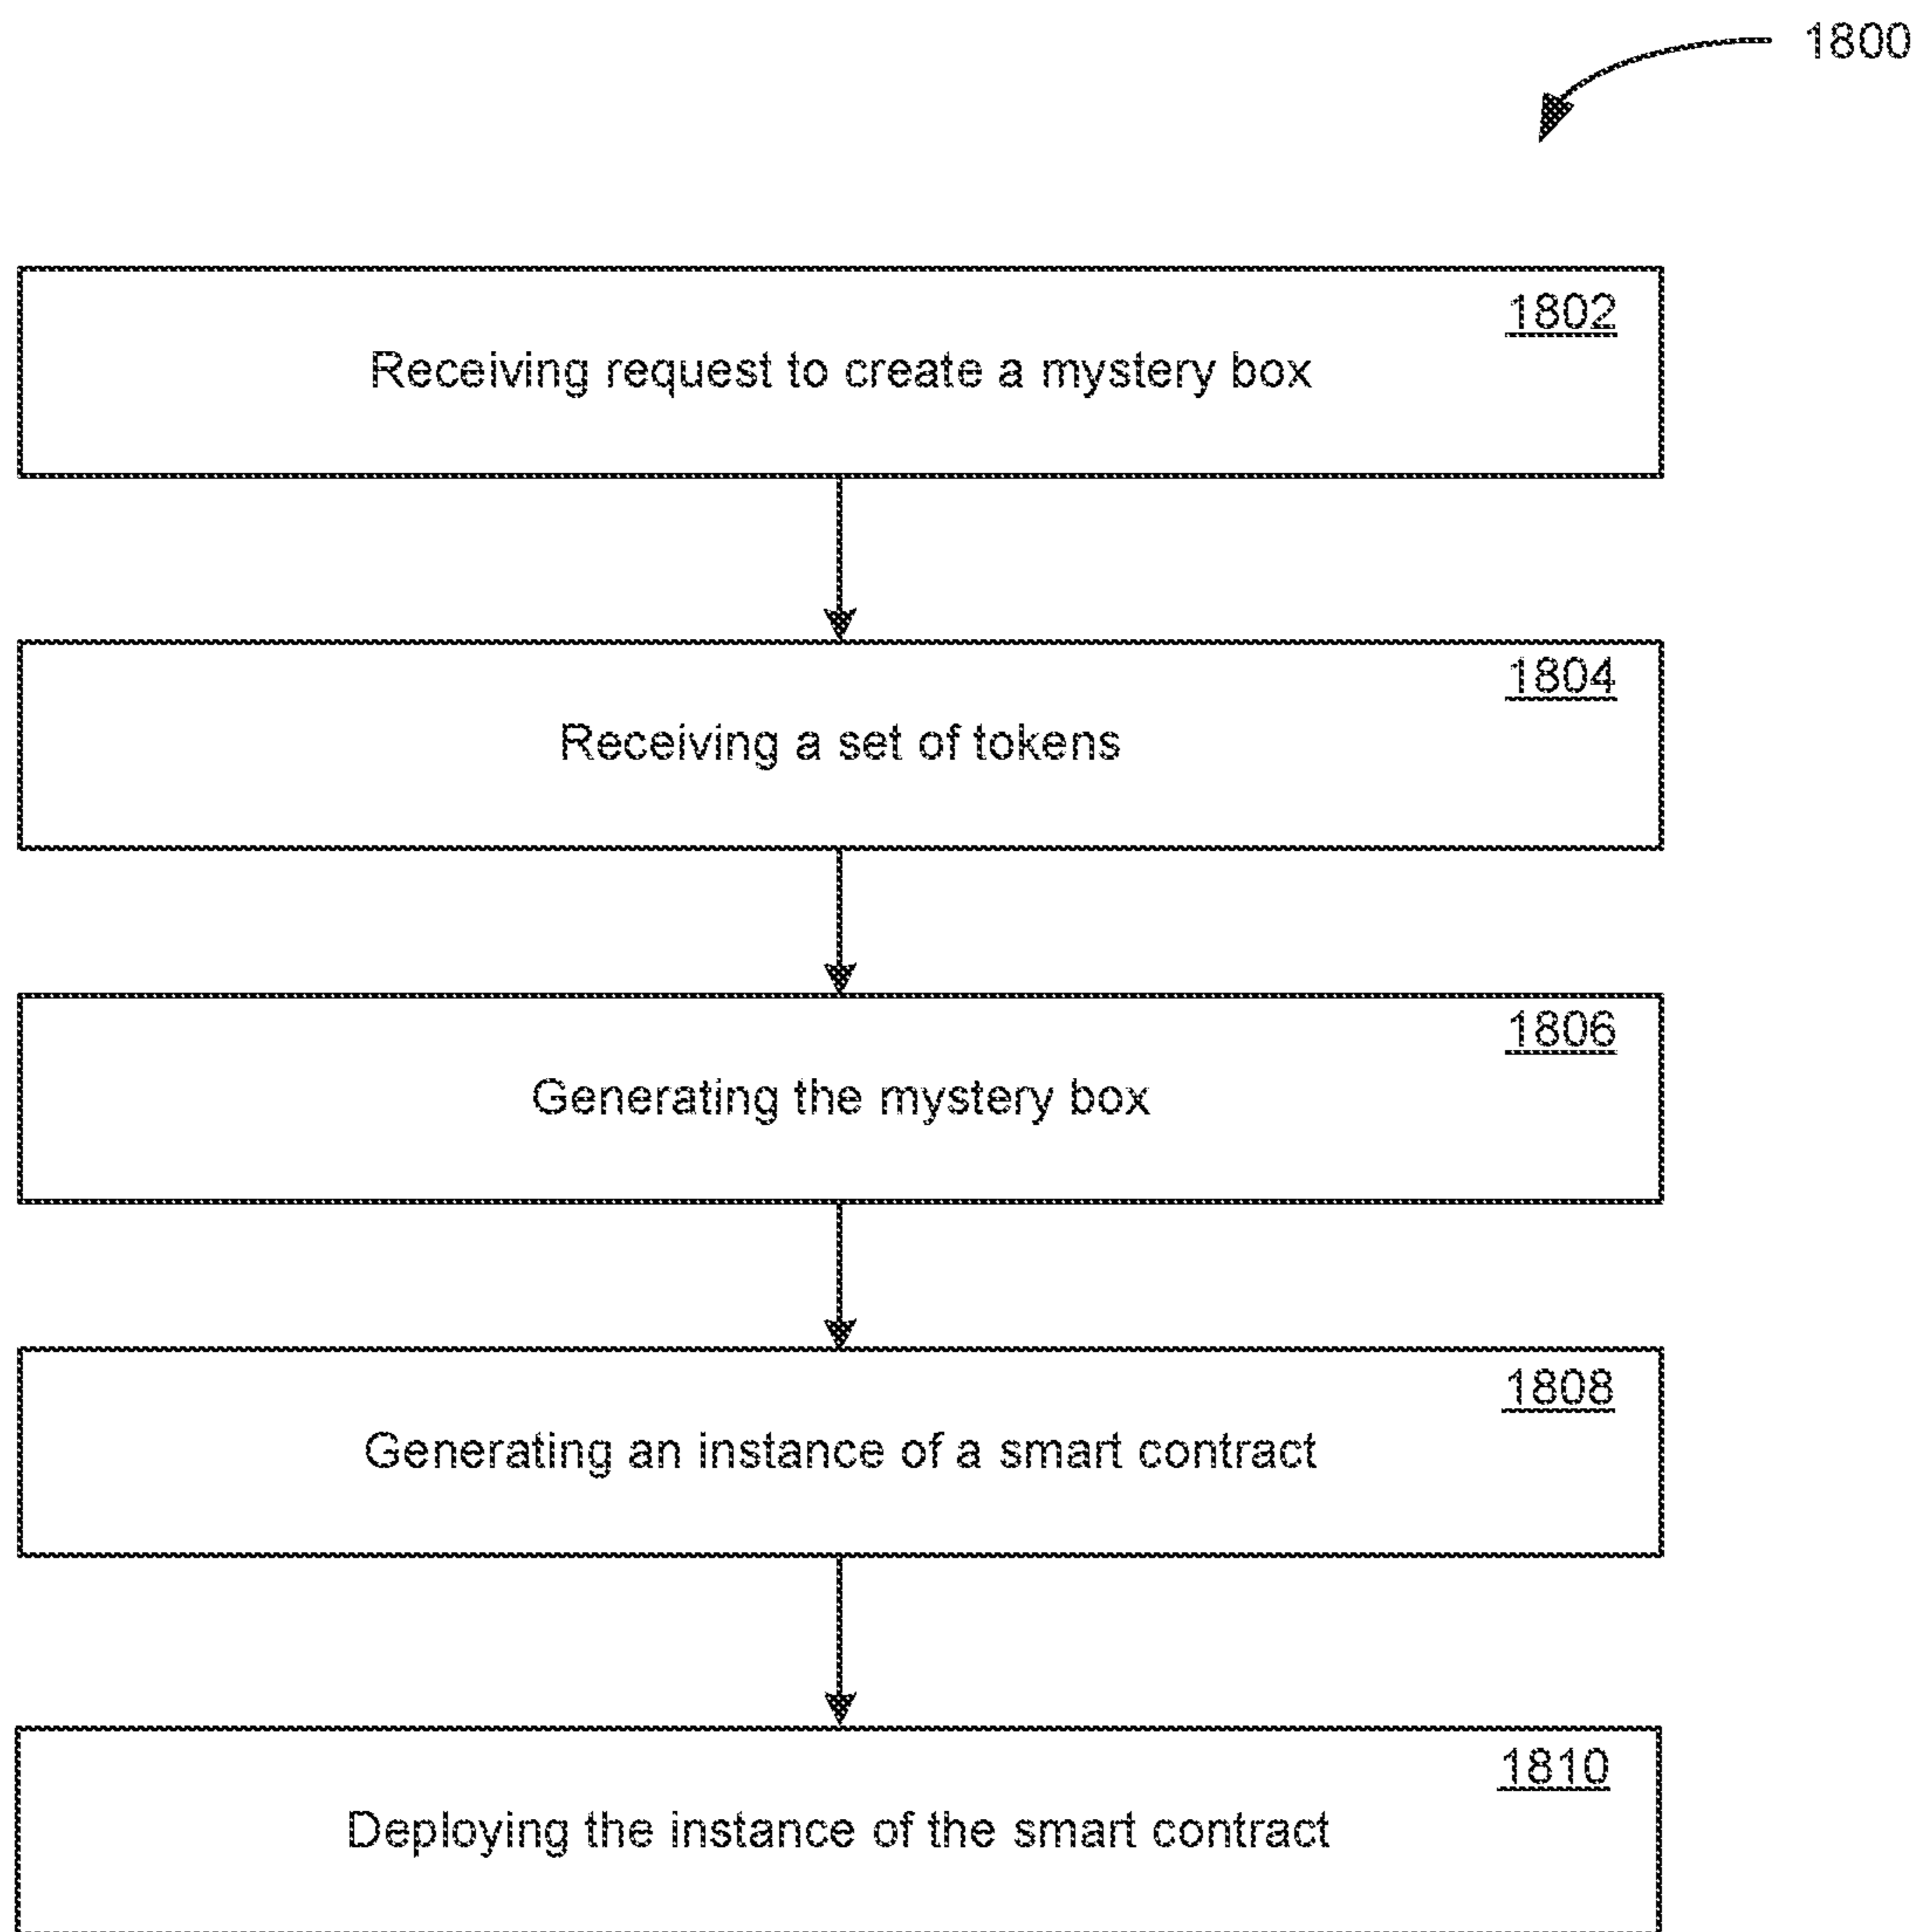 1800
1802
Receiving request to create a mystery box
1804
Receiving a set of tokens
1806
Generating the mystery box
1808
Generating an instance of a smart contract
1810
Deploying the instance of the smart contract